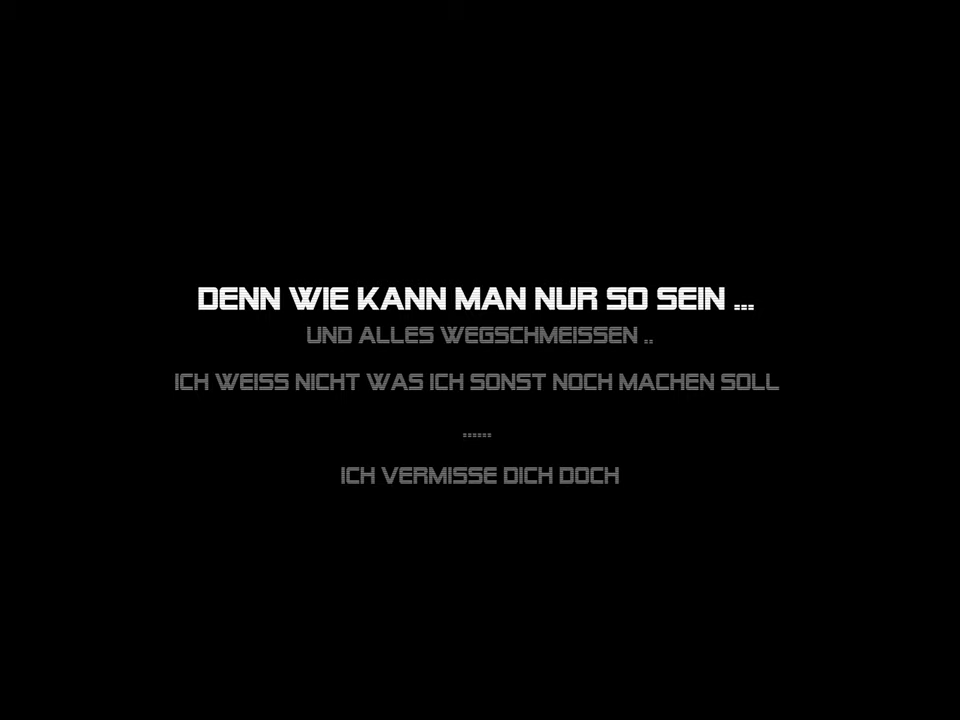 DENN WIE KANN MAN NUR SO SEIN ...
UND ALLES WEGSCHMEISSEN ..
ICH WEISS NICHT WAS ICH SONST NOCH MACHEN SOLL
......
ICH VERMISSE DICH DOCH